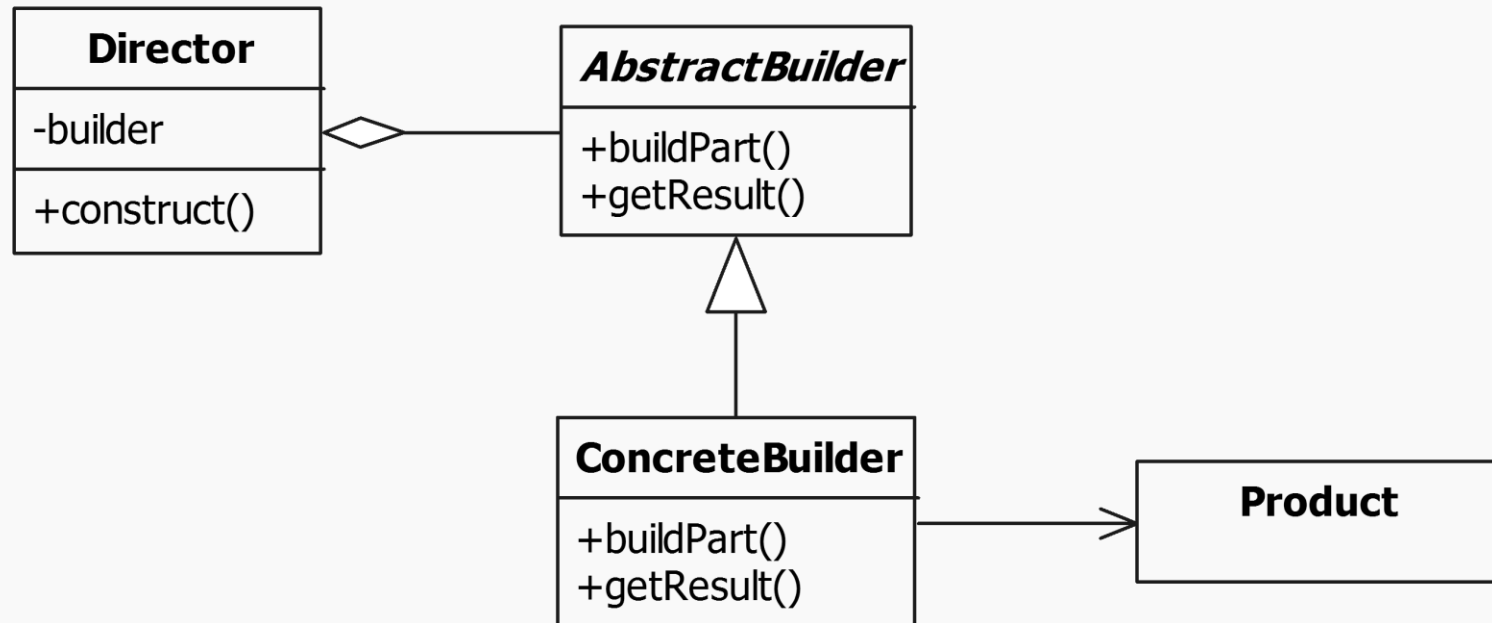 Director
-builder
+construct()
AbstractBuilder
+buildPart()
+getResult()
ConcreteBuilder
+buildPart()
+getResult()
Product